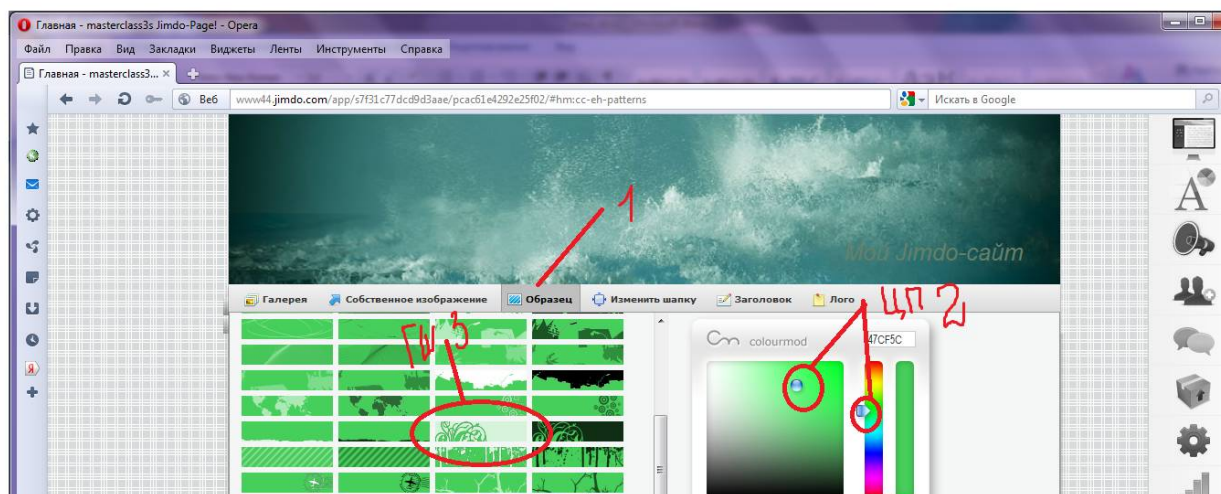 Главная - masterclass3s Jimdo-Page! - Opera
Файл Правка Вид Закладки Виджеты Ленты Инструменты Справка
Главная - masterclass3...
Веб www44.jimdo.com/app/s7f31c77dcd9d3aae/pcac61e4292e25f02/#hm:cc-eh-patterns Искать в Google
1
Мой Jimdo-сайт
Галерея Собственное изображение Образец Изменить шапку Заголовок Лого
ЦП 2
ГШ 3
colourmod 47CF5C